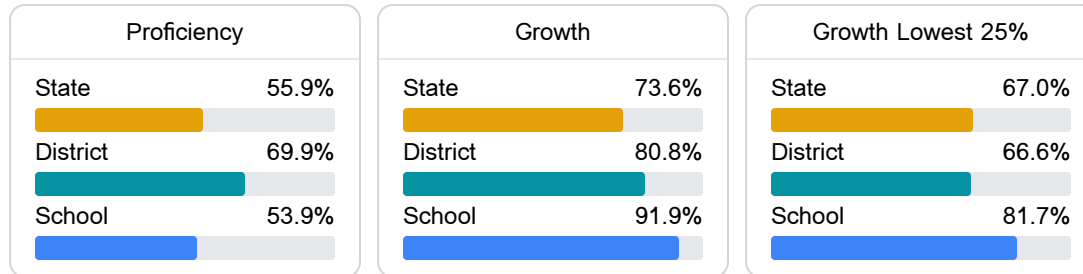 Proficiency
State 55.9%
District 69.9%
School 53.9%
Growth
State 73.6%
District 80.8%
School 91.9%
Growth Lowest 25%
State 67.0%
District 66.6%
School 81.7%